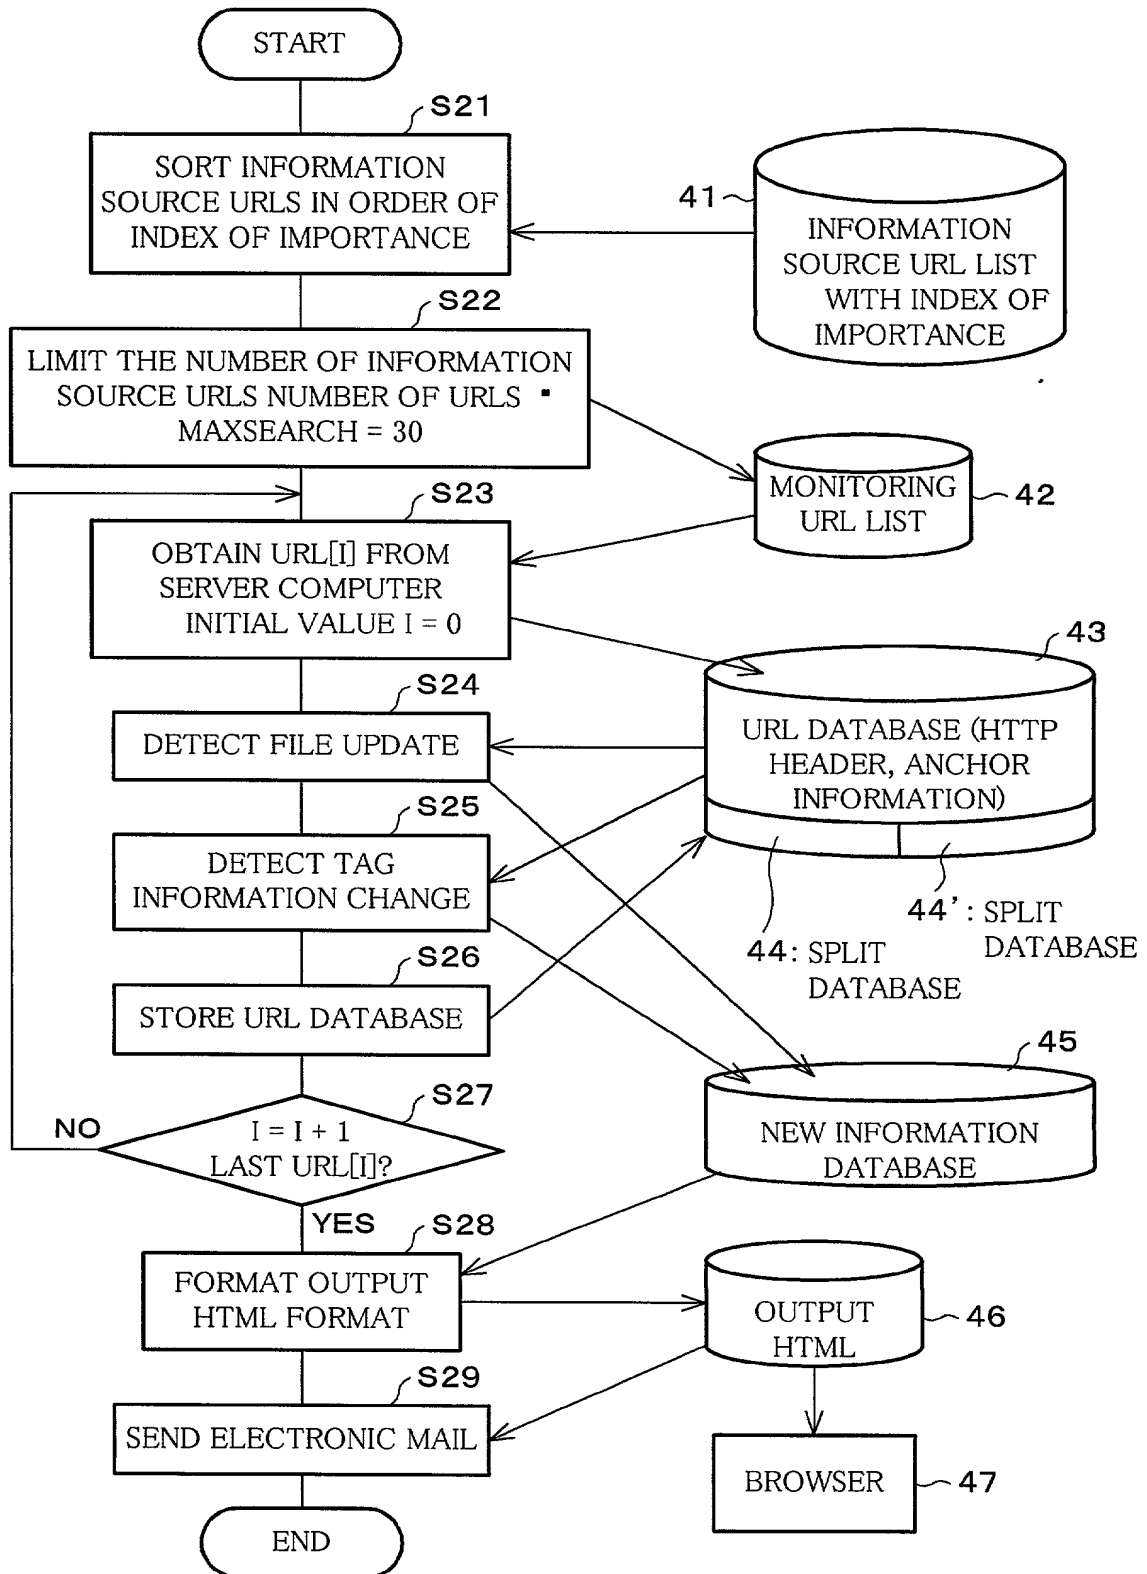 START
S21
SORT INFORMATION
SOURCE URLS IN ORDER OF
INDEX OF IMPORTANCE
41
INFORMATION
SOURCE URL LIST
WITH INDEX OF
IMPORTANCE
S22
LIMIT THE NUMBER OF INFORMATION
SOURCE URLS NUMBER OF URLS ▪
MAXSEARCH = 30
MONITORING
URL LIST
42
S23
OBTAIN URL[I] FROM
SERVER COMPUTER
INITIAL VALUE I = 0
43
URL DATABASE (HTTP
HEADER, ANCHOR
INFORMATION)
S24
DETECT FILE UPDATE
S25
DETECT TAG
INFORMATION CHANGE
44': SPLIT
DATABASE
44: SPLIT
DATABASE
S26
STORE URL DATABASE
45
NEW INFORMATION
DATABASE
S27
NO
I = I + 1
LAST URL[I]?
YES
S28
FORMAT OUTPUT
HTML FORMAT
OUTPUT
HTML
46
S29
SEND ELECTRONIC MAIL
BROWSER
47
END